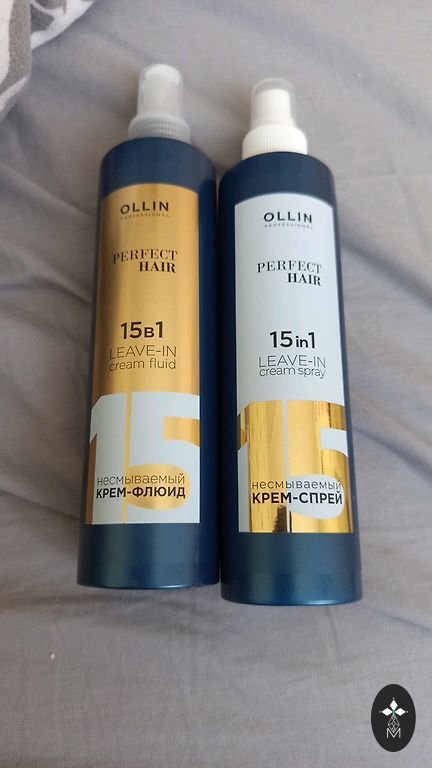 OLLIN
PROFESSIONAL
PERFECT
HAIR
15в1
LEAVE-IN
cream fluid
15
несмываемый
КРЕМ-ФЛЮИД
OLLIN
PROFESSIONAL
PERFECT
HAIR
15in1
LEAVE-IN
cream spray
15
несмываемый
КРЕМ-СПРЕЙ
M